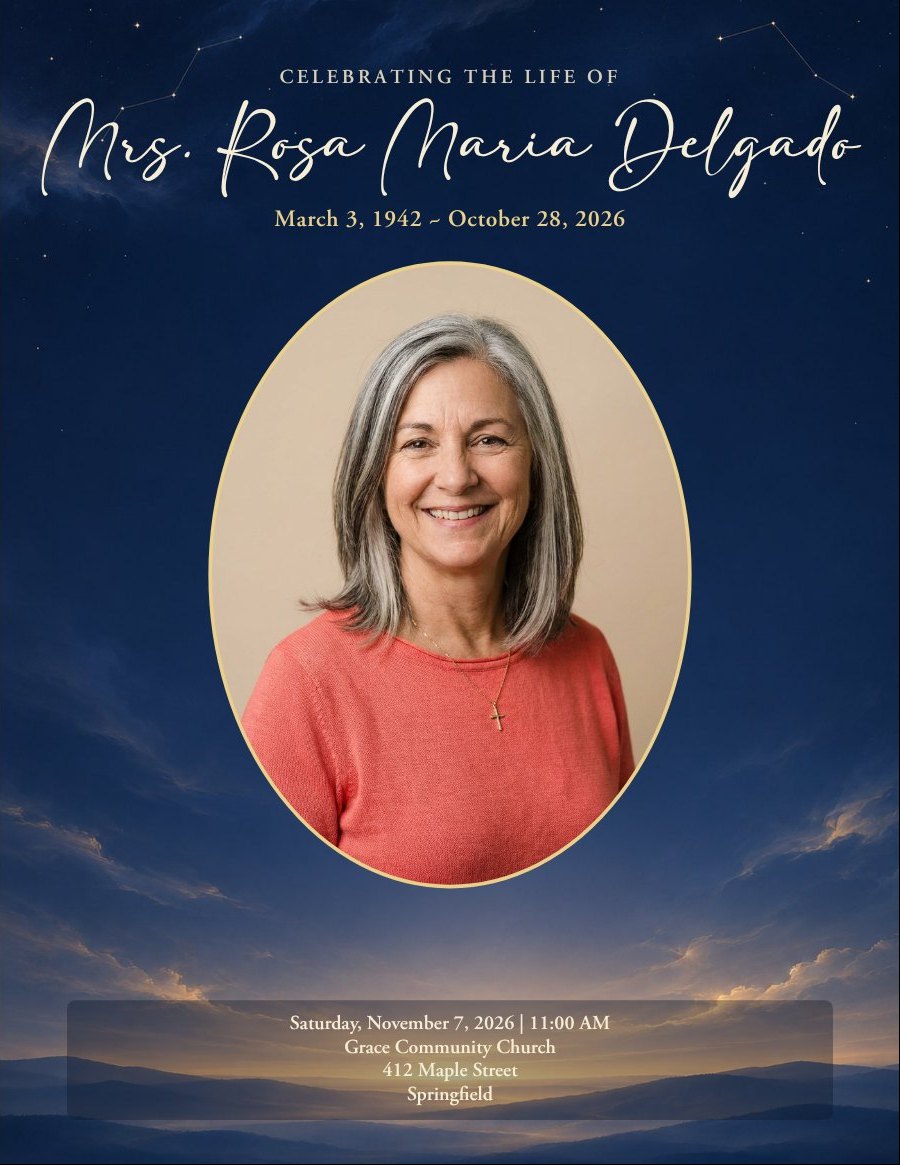 CELEBRATING THE LIFE OF
Mrs. Rosa Maria Delgado
March 3, 1942 ~ October 28, 2026
Saturday, November 7, 2026 | 11:00 AM
Grace Community Church
412 Maple Street
Springfield